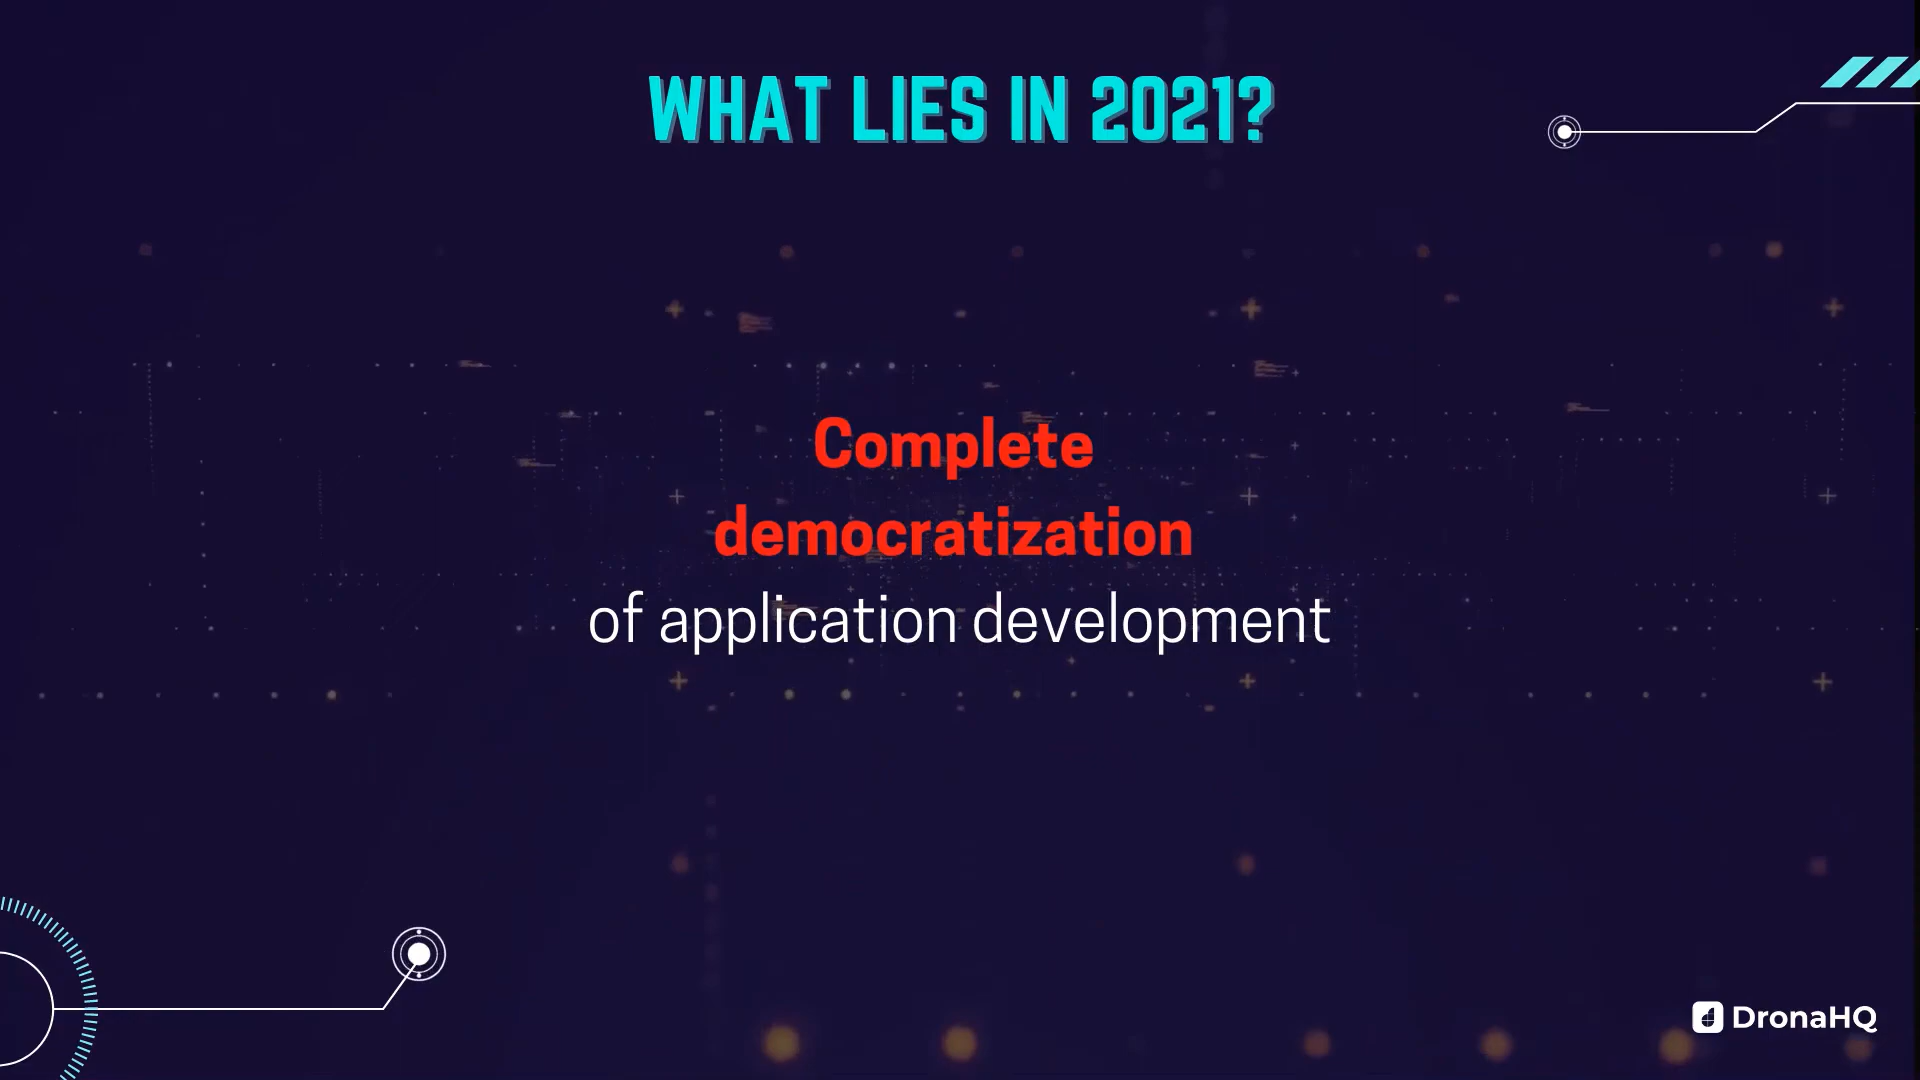 WHAT LIES IN 2021?
Complete
democratization
of application development
DronaHQ